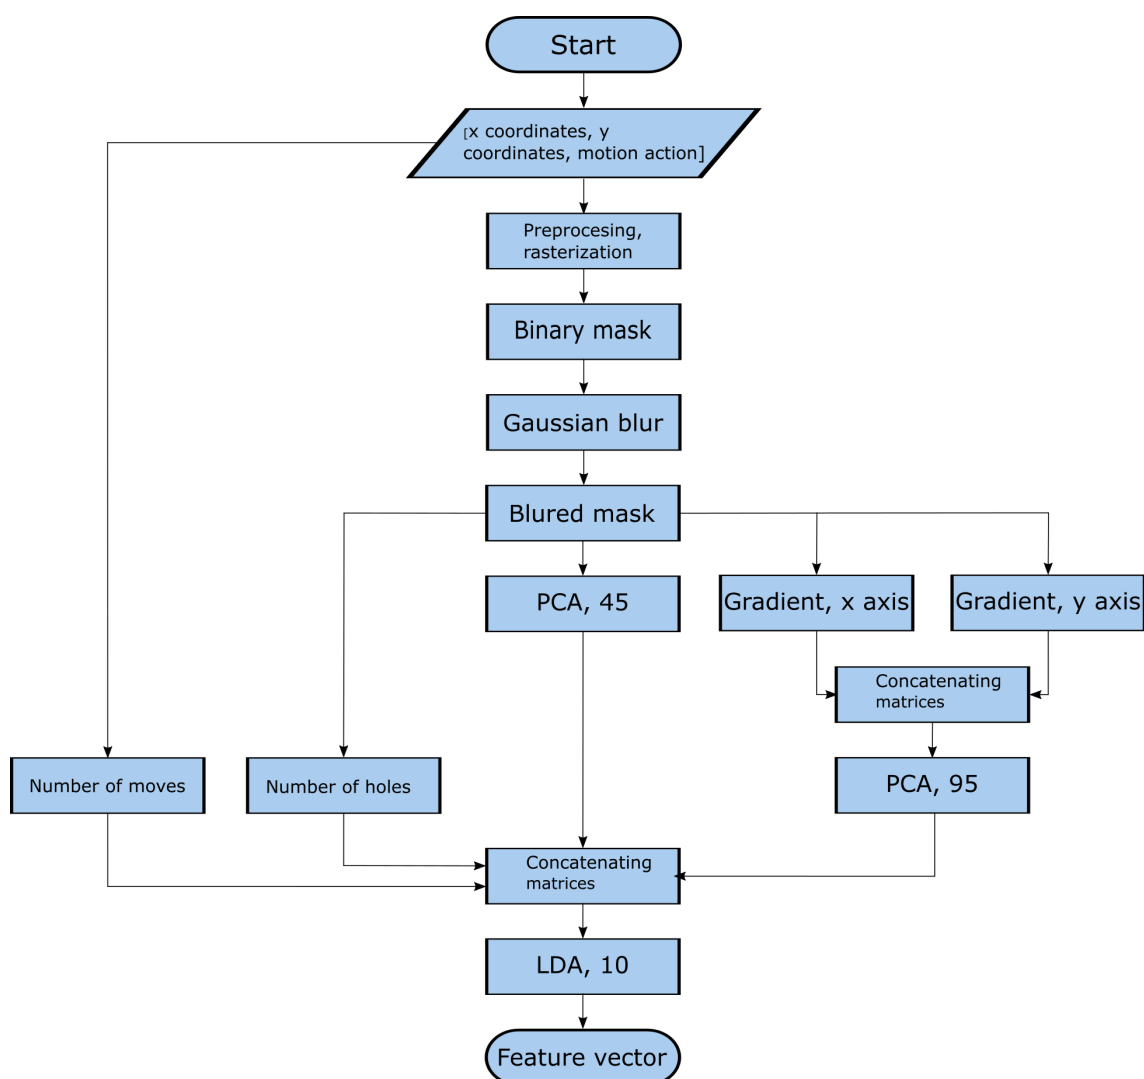 Start
[x coordinates, y
coordinates, motion action]
Preprocesing,
rasterization
Binary mask
Gaussian blur
Blured mask
PCA, 45
Gradient, x axis
Gradient, y axis
Concatenating
matrices
Number of moves
Number of holes
PCA, 95
Concatenating
matrices
LDA, 10
Feature vector